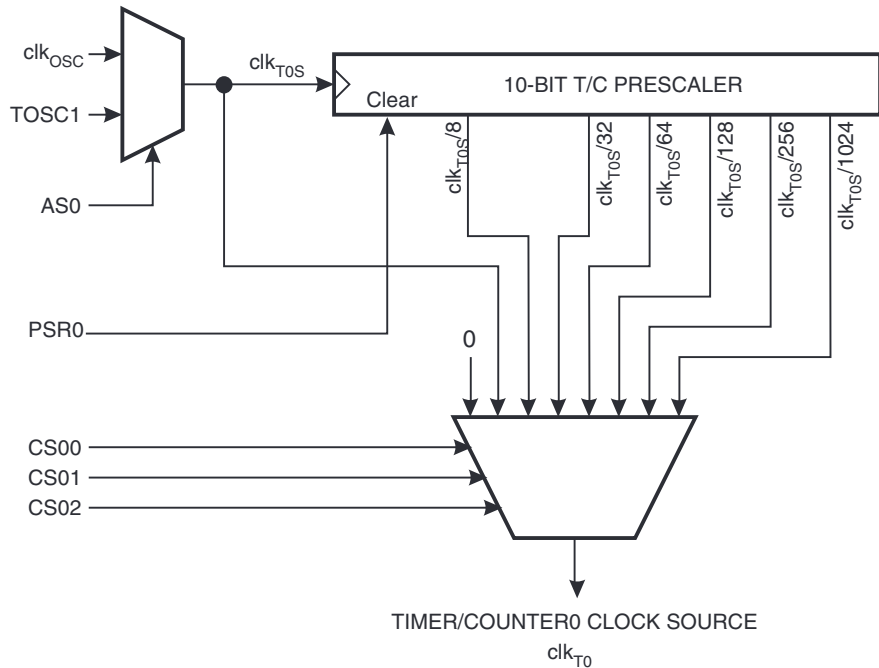 clkOSC
TOSC1
AS0
PSR0
clkT0S
10-BIT T/C PRESCALER
Clear
clkT0S/8
clkT0S/32
clkT0S/64
clkT0S/128
clkT0S/256
clkT0S/1024
0
CS00
CS01
CS02
TIMER/COUNTER0 CLOCK SOURCE
clkT0